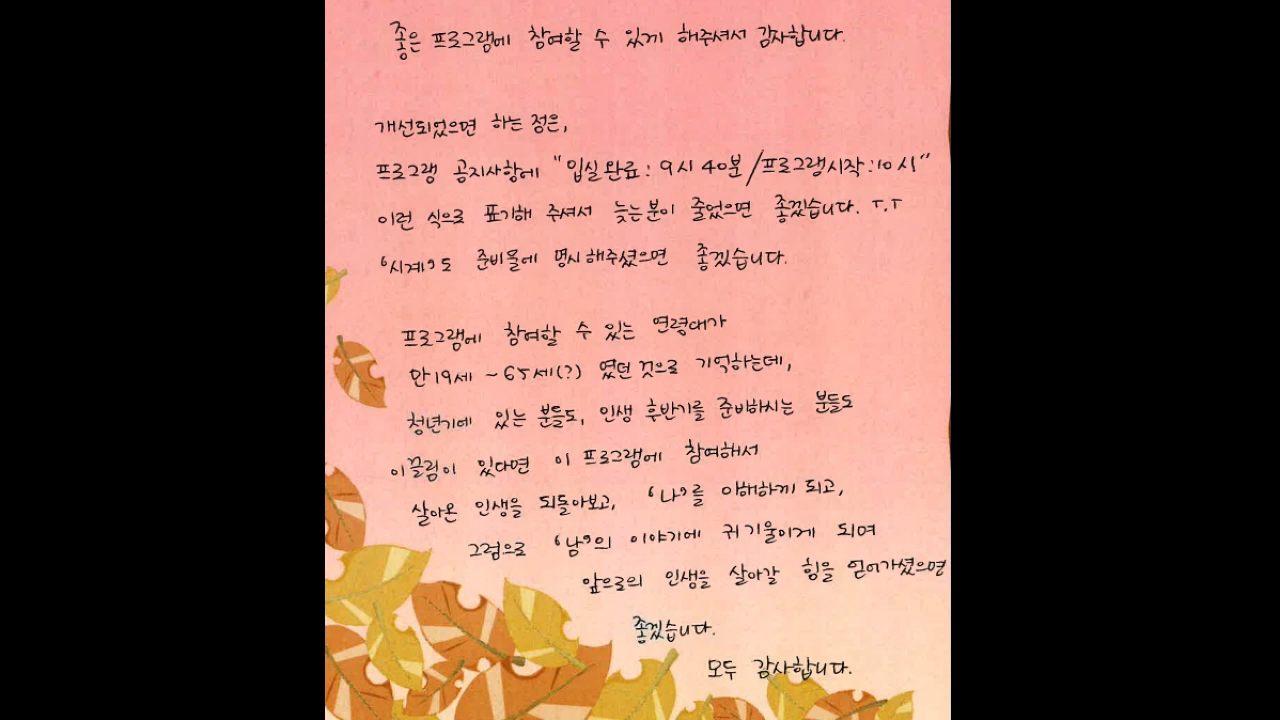 좋은 프로그램에 참여할 수 있게 해주셔서 감사합니다.
개선되었으면 하는 점은,
프로그램 공지사항에 "입실완료: 9시 40분/프로그램시작:10시"
이런 식으로 표기해 주셔서 늦는분이 줄었으면 좋겠습니다. T.T
'시계'도 준비물에 명시해주셨으면 좋겠습니다.
프로그램에 참여할 수 있는 연령대가
만19세 ~65세(?) 였던 것으로 기억하는데,
청년기에 있는 분들도, 인생 후반기를 준비하시는 분들도
이끌림이 있다면 이 프로그램에 참여해서
살아온 인생을 되돌아보고, '나'를 이해하게 되고,
그럼으로 '남'의 이야기에 귀 기울이게 되며
앞으로의 인생을 살아갈 힘을 얻어가셨으면
좋겠습니다.
모두 감사합니다.